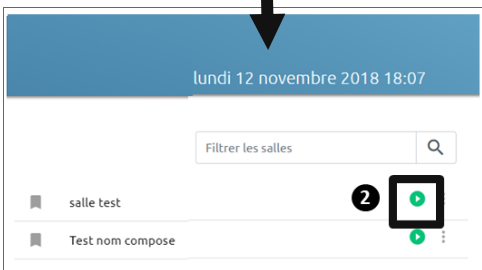 lundi 12 novembre 2018 18:07
Filtrer les salles
salle test
2
Test nom compose